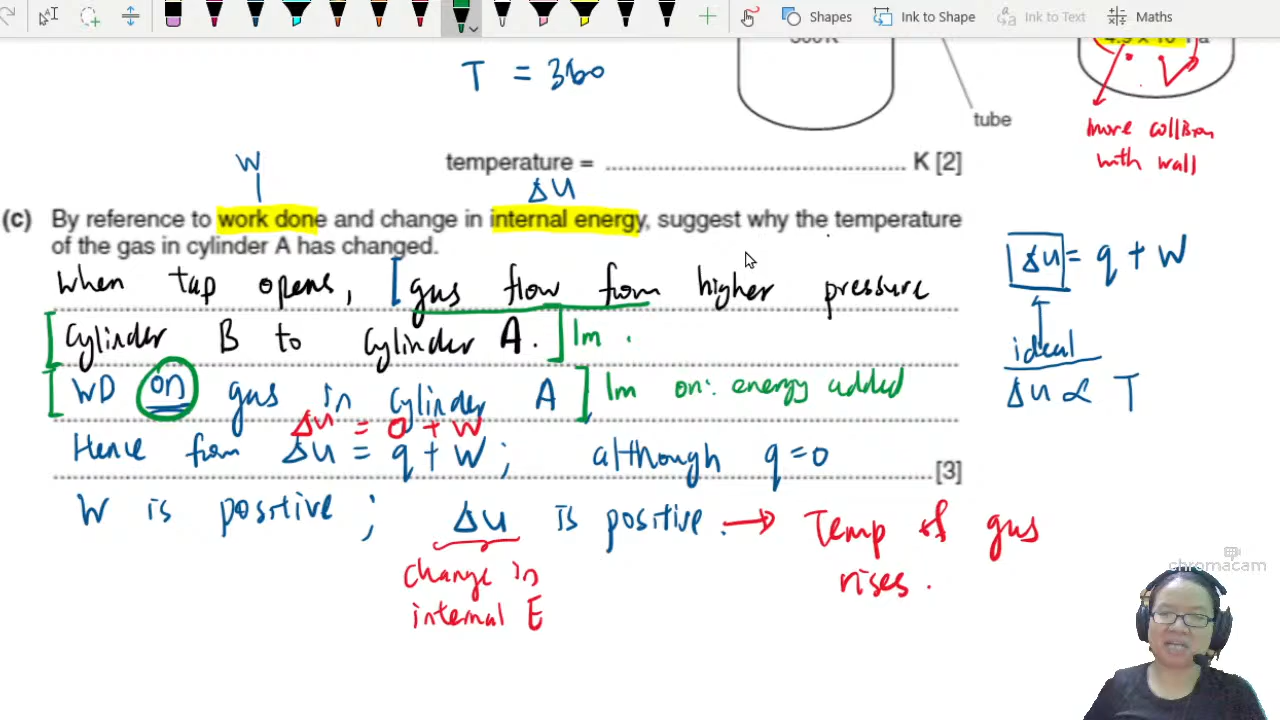 Shapes Ink to Shape Ink to Text Maths
T = 360
tube
more collision
with wall
W
temperature = K [2]
ΔU
(c) By reference to work done and change in internal energy, suggest why the temperature
of the gas in cylinder A has changed.
ΔU = q + W
When tap opens, [gas flow from higher pressure
[Cylinder B to Cylinder A.] 1m.
ideal
[WD on gas in cylinder A] 1m on: energy added
ΔU ∝ T
ΔU = 0 + W
Hence from ΔU = q + W; although q=0
[3]
W is positive; ΔU is positive. → Temp of gas
rises.
change in
internal E
chromacam